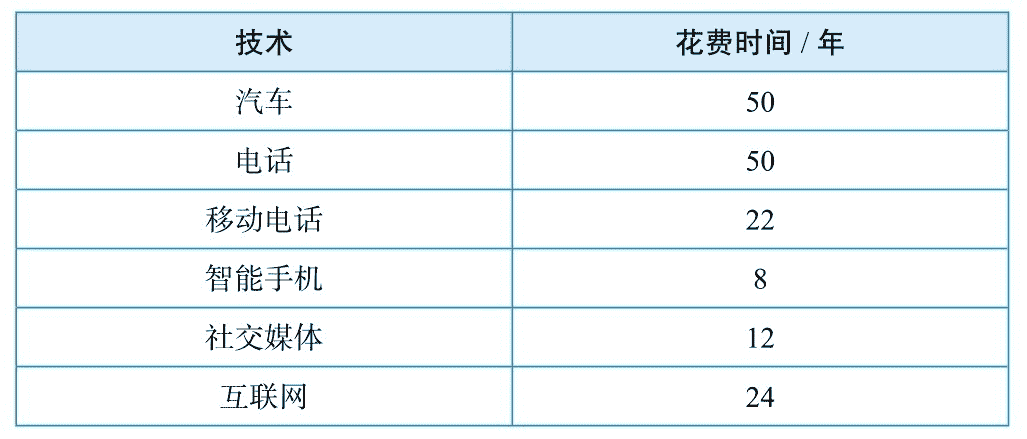 技术 花费时间 / 年
汽车 50
电话 50
移动电话 22
智能手机 8
社交媒体 12
互联网 24